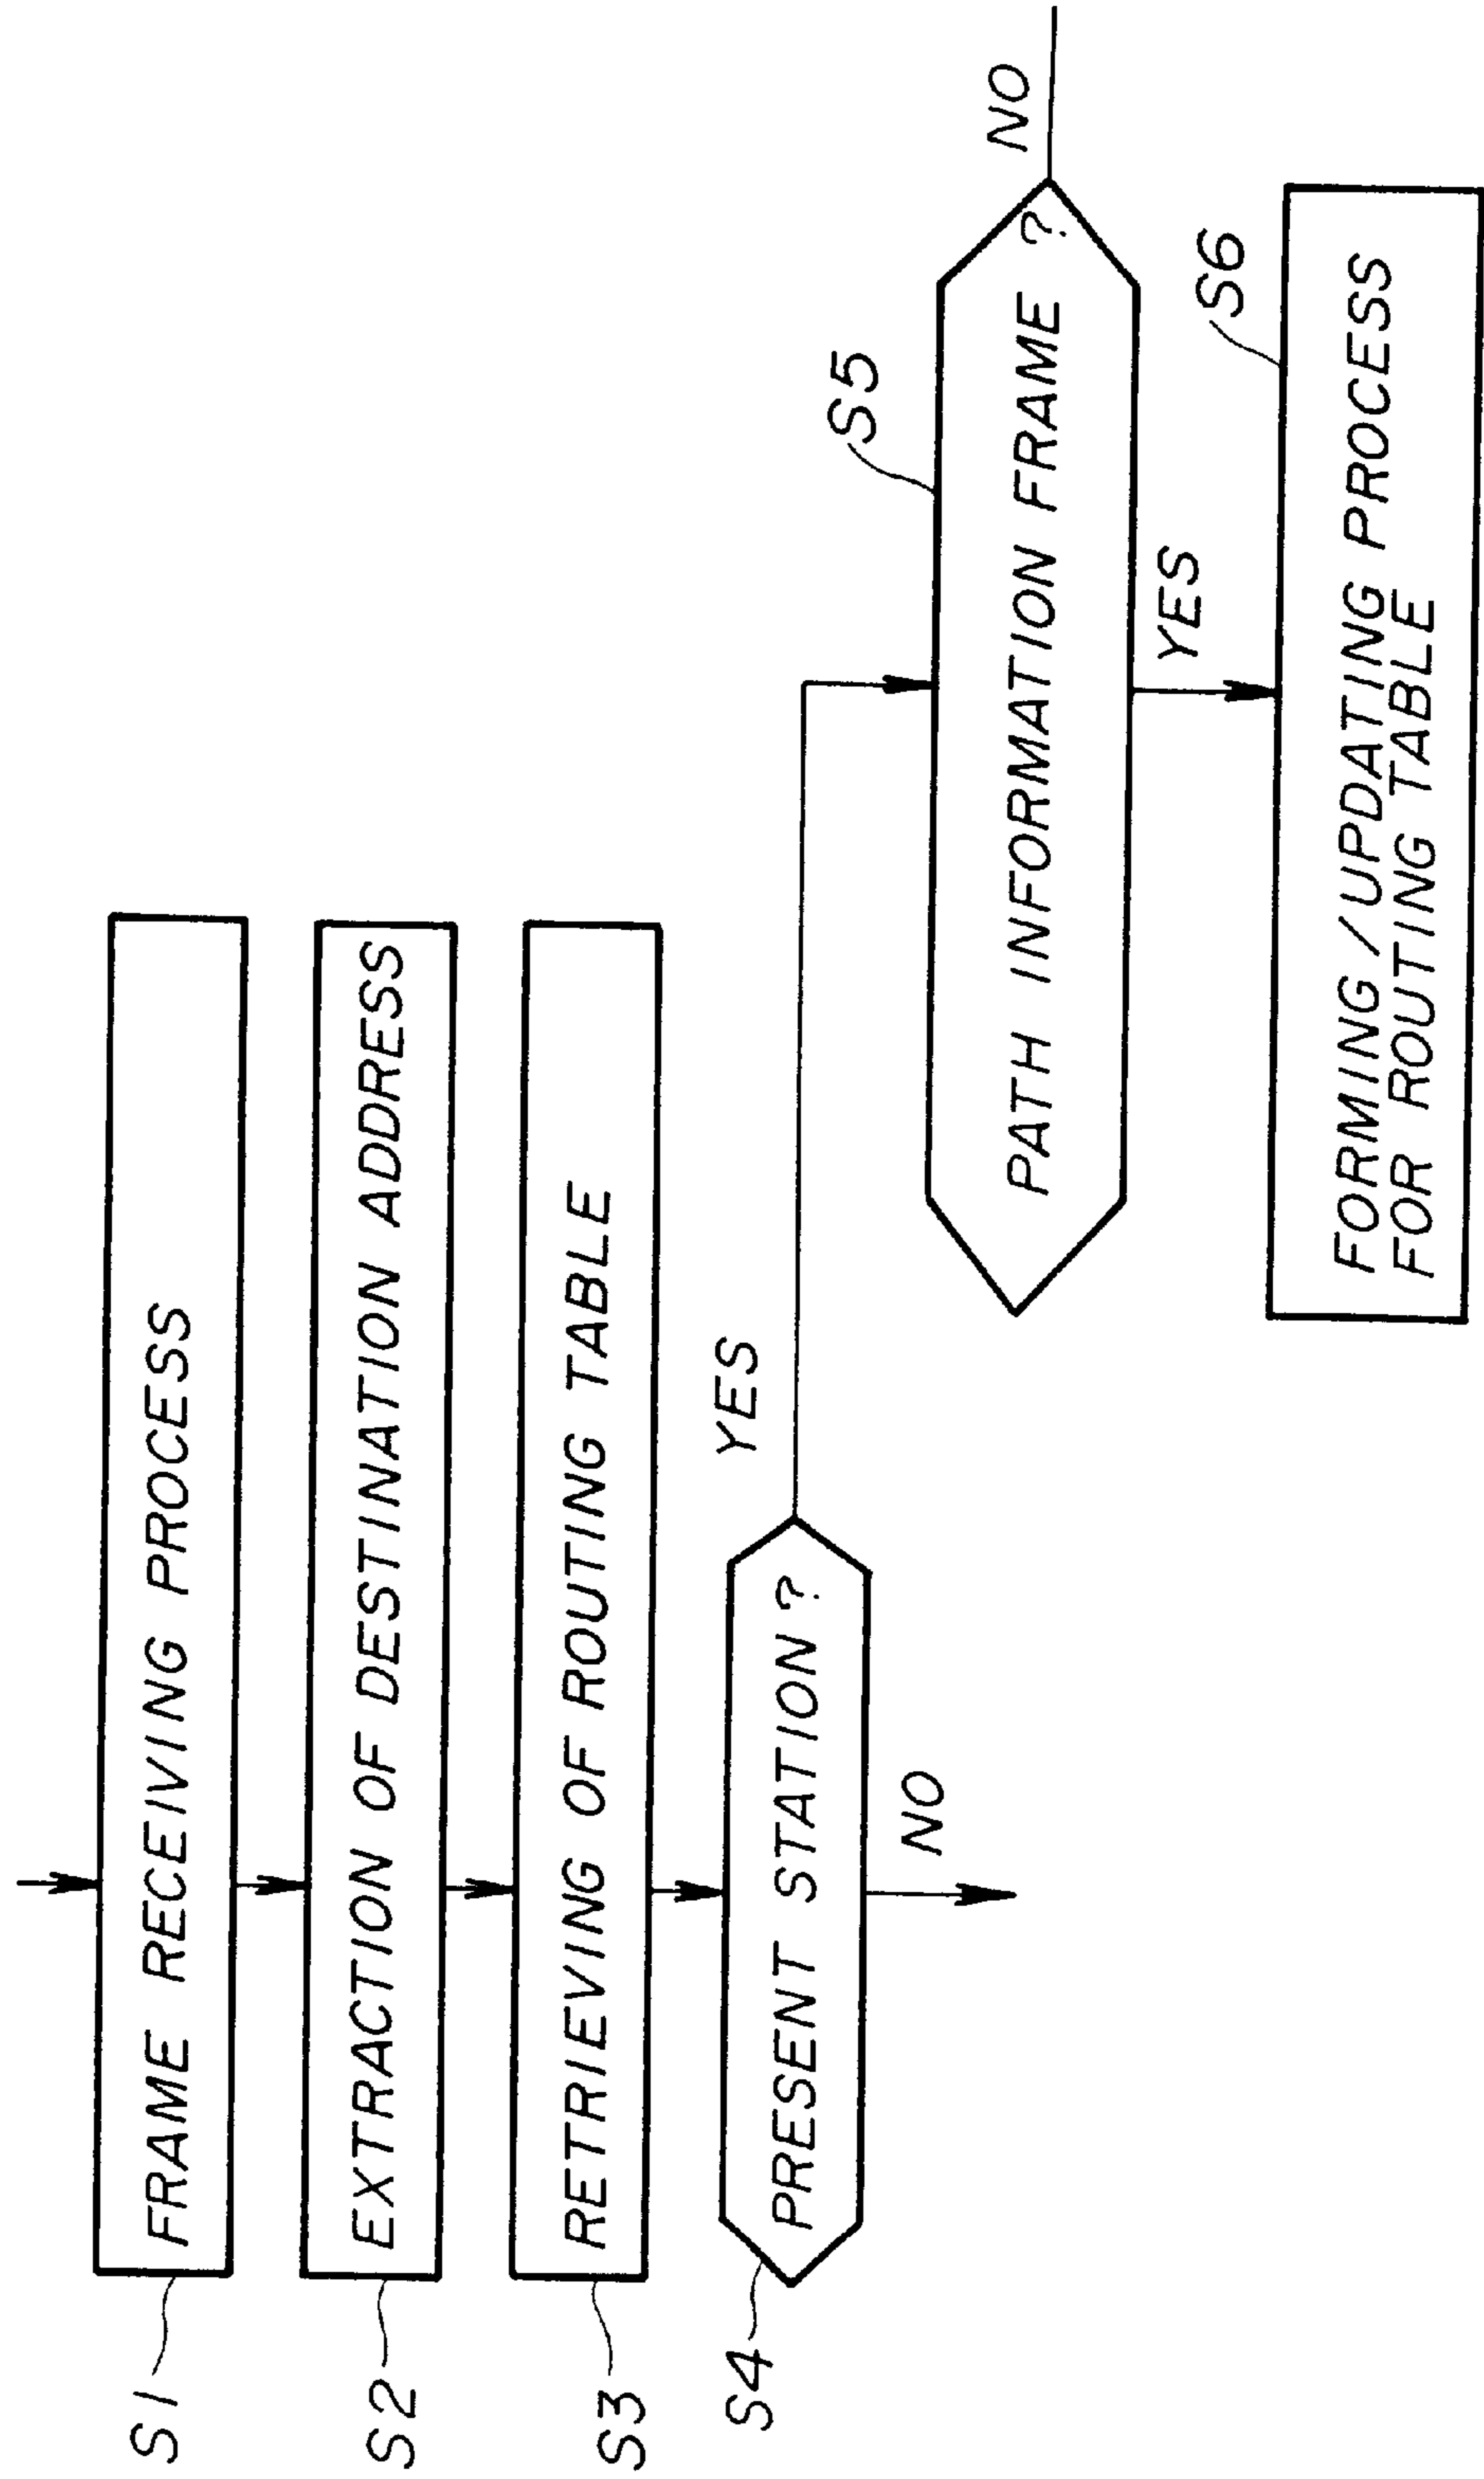 S1
FRAME RECEIVING PROCESS
S2
EXTRACTION OF DESTINATION ADDRESS
S3
RETRIEVING OF ROUTING TABLE
S4
PRESENT STATION ?
YES
NO
S5
PATH INFORMATION FRAME ?
NO
YES
S6
FORMING/UPDATING PROCESS
FOR ROUTING TABLE